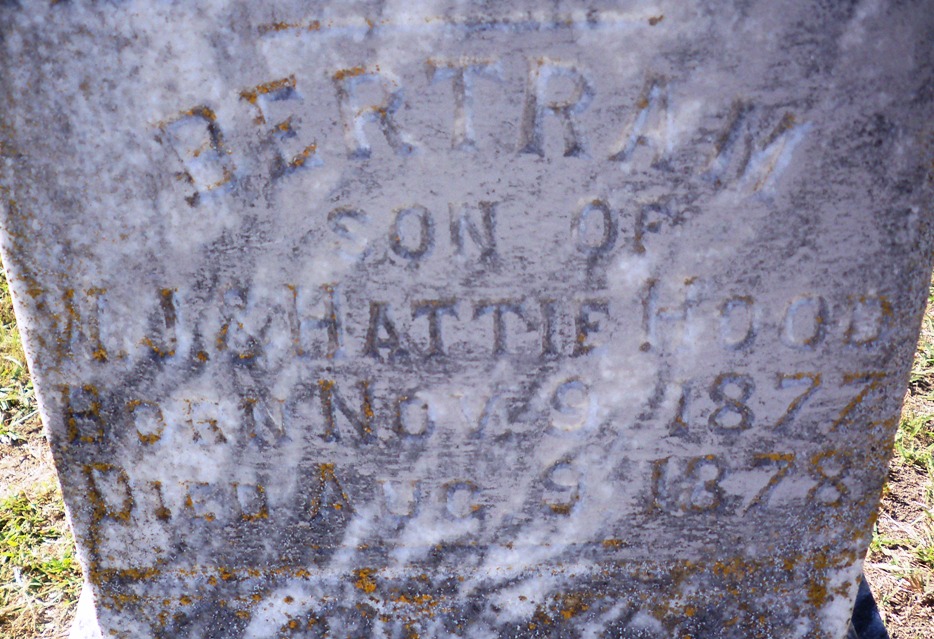 BERTRAM
SON OF
W. J. & HATTIE HOOD
BORN NOV. 29, 1877.
DIED AUG. 9, 1878